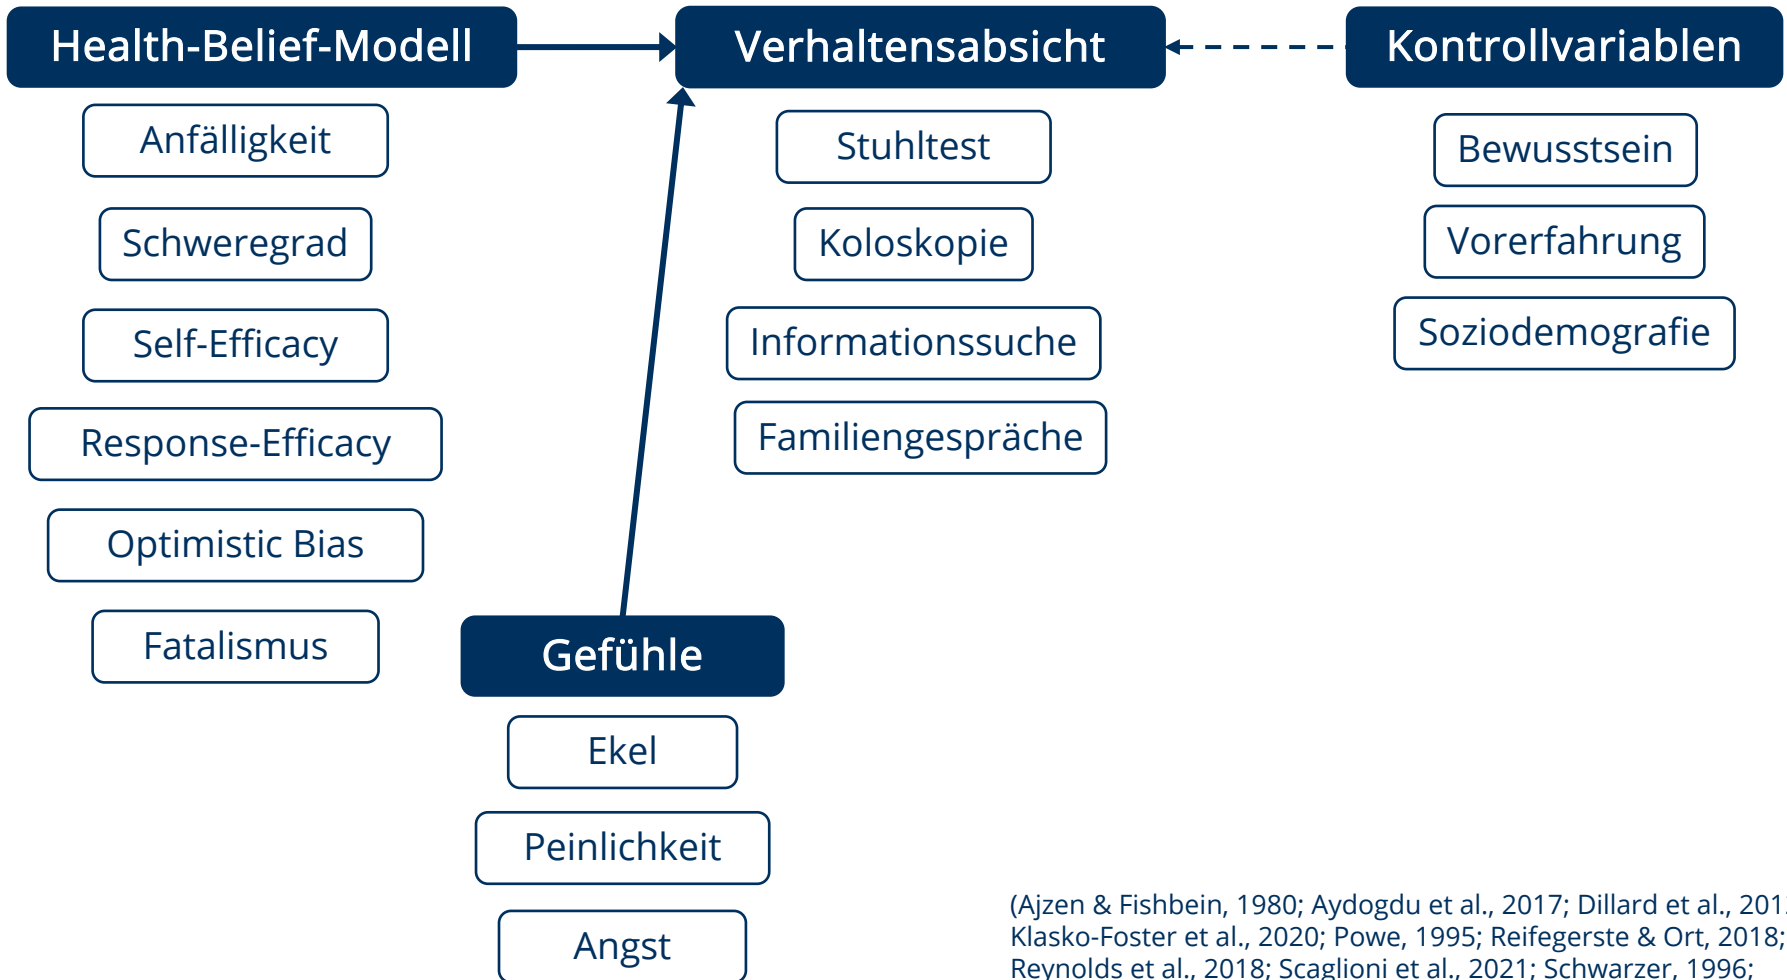 Health-Belief-Modell
Anfälligkeit
Schweregrad
Self-Efficacy
Response-Efficacy
Optimistic Bias
Fatalismus
Gefühle
Ekel
Peinlichkeit
Angst
Verhaltensabsicht
Stuhltest
Koloskopie
Informationssuche
Familiengespräche
Kontrollvariablen
Bewusstsein
Vorerfahrung
Soziodemografie
(Ajzen & Fishbein, 1980; Aydogdu et al., 2017; Dillard et al.,
Klasko-Foster et al., 2020; Powe, 1995; Reifegerste & Ort, 2018;
Reynolds et al., 2018; Scaglioni et al., 2021; Schwarzer, 1996;